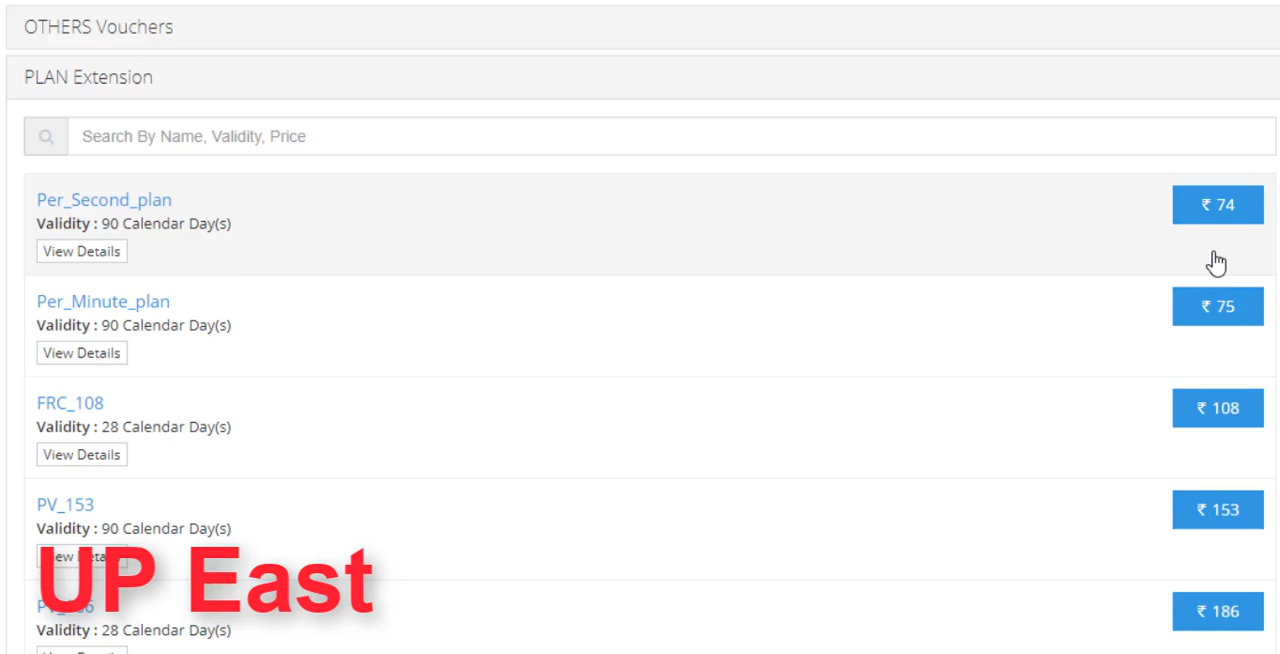 OTHERS Vouchers
PLAN Extension
Search By Name, Validity, Price
Per_Second_plan
₹ 74
Validity : 90 Calendar Day(s)
View Details
Per_Minute_plan
₹ 75
Validity : 90 Calendar Day(s)
View Details
FRC_108
₹ 108
Validity : 28 Calendar Day(s)
View Details
PV_153
₹ 153
Validity : 90 Calendar Day(s)
UP East
₹ 186
Validity : 28 Calendar Day(s)